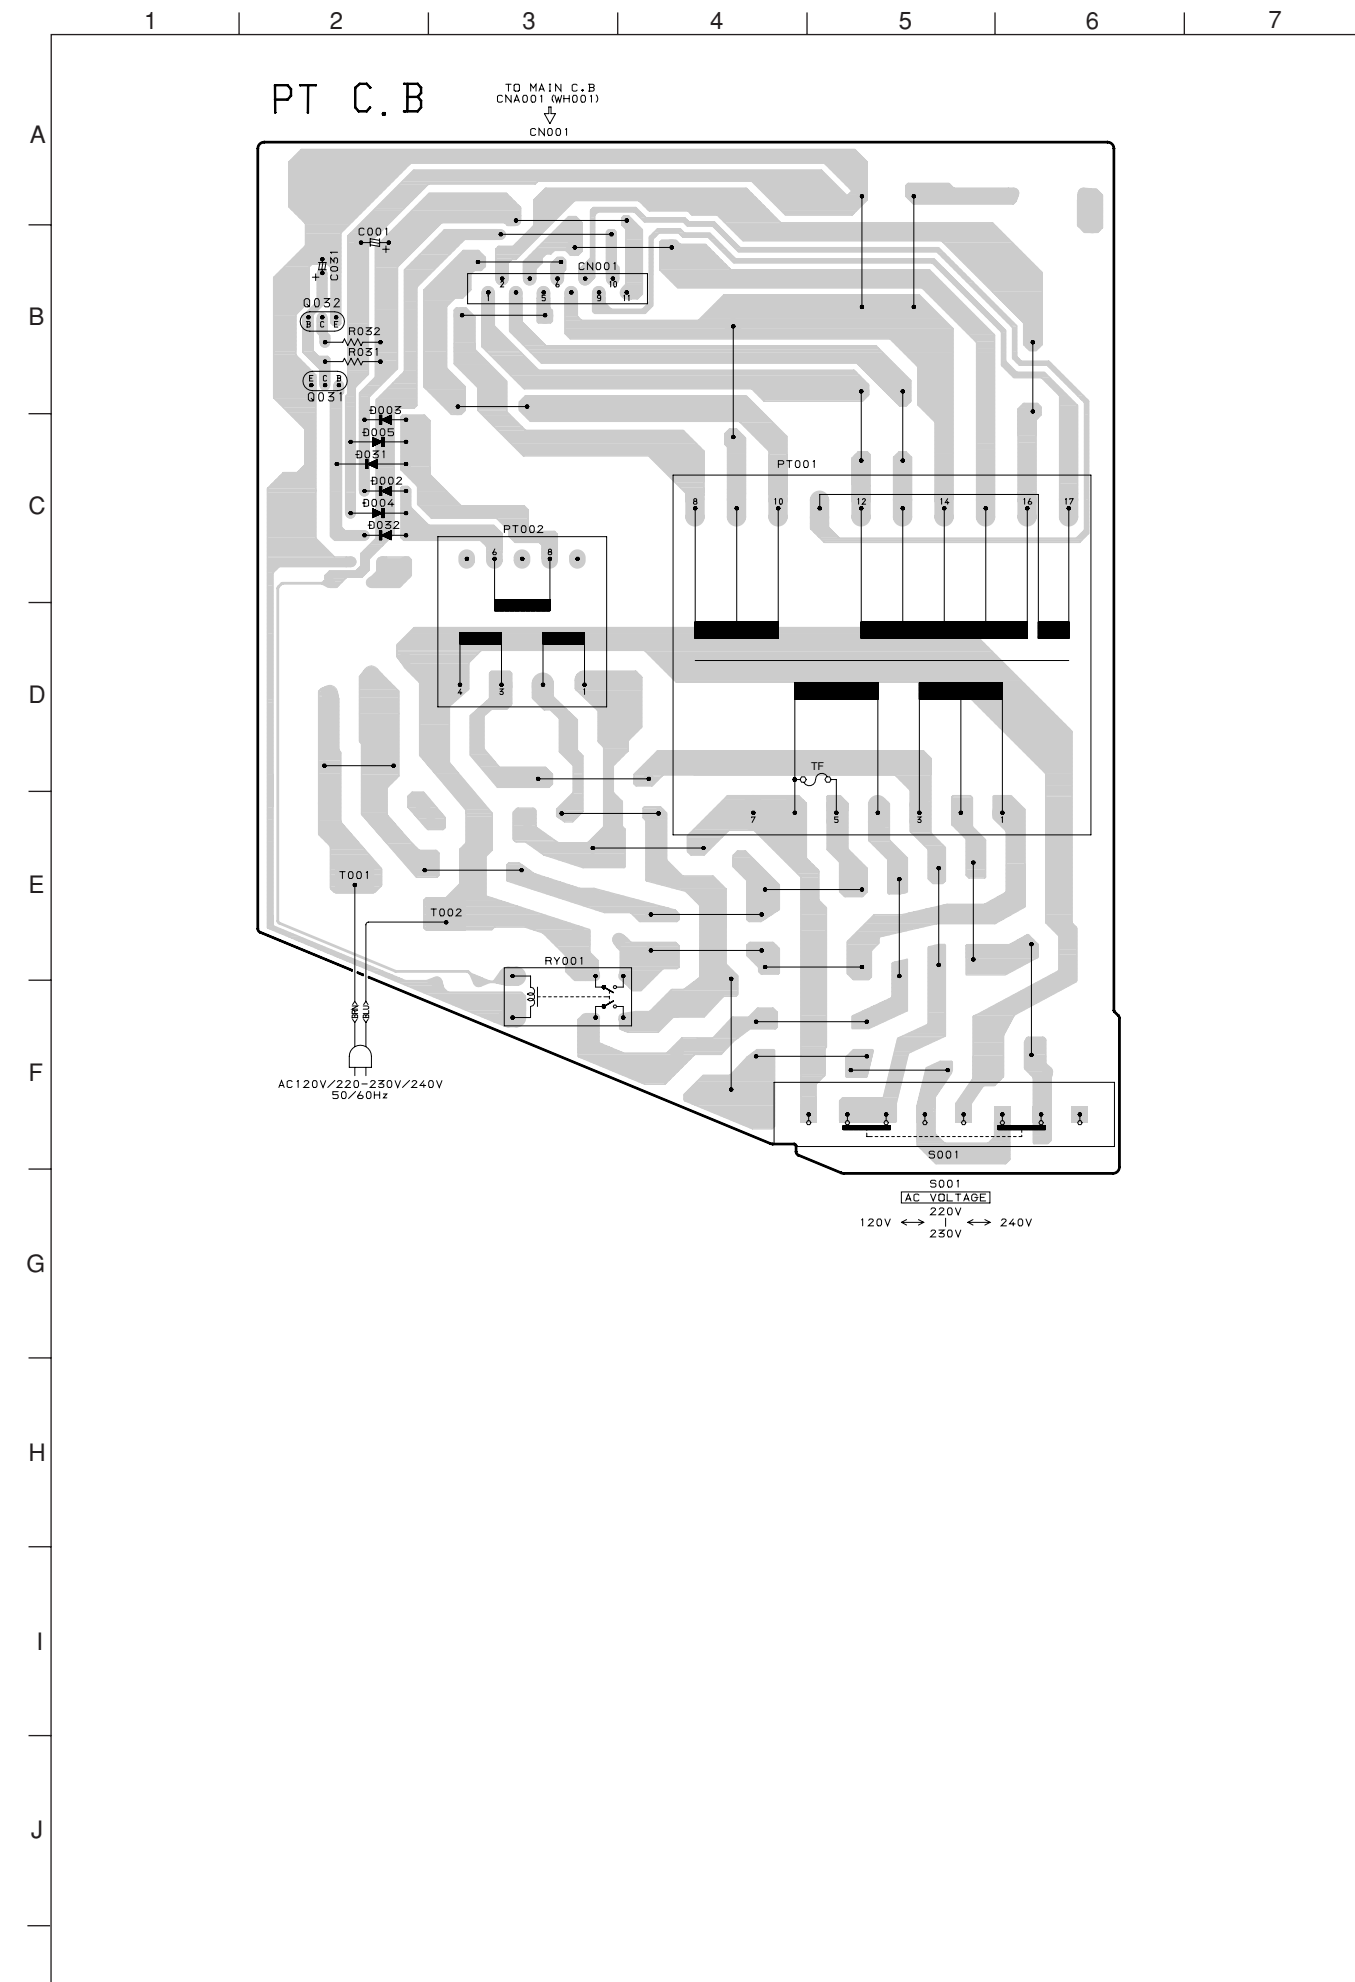 1 2 3 4 5 6 7
PT C.B
TO MAIN C.B
CNA001 (WH001)
CN001
A
C001
+
C031
+
CN001
2 6 10
1 5 9 11
B
Q032
B C E
R032
R031
E C B
Q031
D003
D005
D031
D002
D004
D032
PT001
8 10 12 14 16 17
C
PT002
6 8
D
4 3 1
TF
7 5 3 1
E
T001
T002
RY001
BRN
BLU
F
AC120V/220-230V/240V
50/60Hz
S001
S001
AC VOLTAGE
220V
120V 240V
230V
G
H
I
J